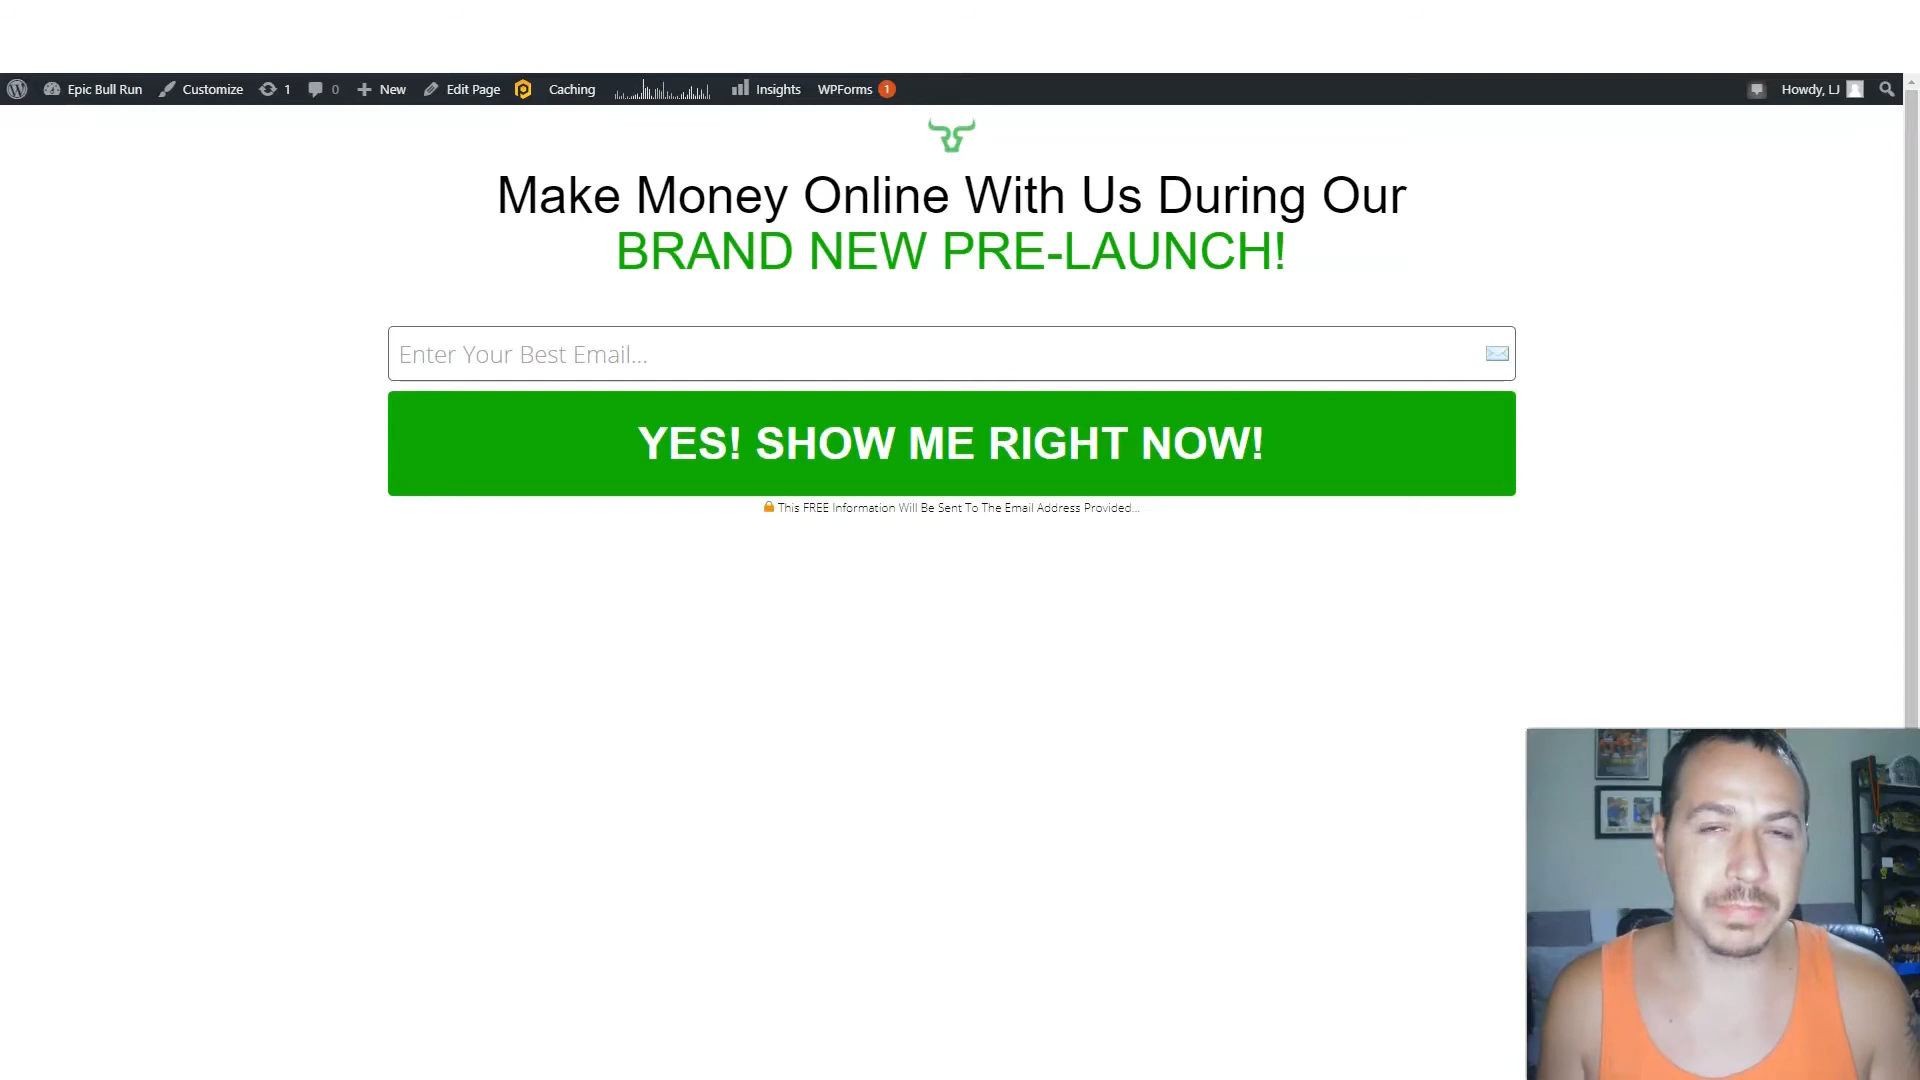 Epic Bull Run Customize 1 0 New Edit Page Caching Insights WPForms 1 Howdy, LJ
Make Money Online With Us During Our
BRAND NEW PRE-LAUNCH!
Enter Your Best Email...
YES! SHOW ME RIGHT NOW!
This FREE Information Will Be Sent To The Email Address Provided...